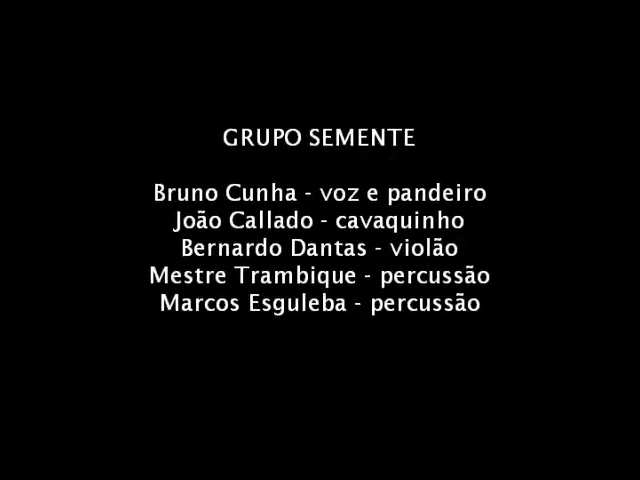 GRUPO SEMENTE
Bruno Cunha - voz e pandeiro
João Callado - cavaquinho
Bernardo Dantas - violão
Mestre Trambique - percussão
Marcos Esguleba - percussão